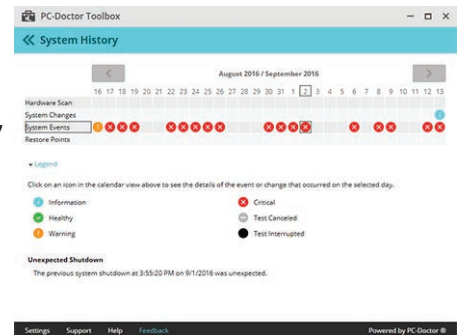 PC-Doctor Toolbox
System History
August 2016 / September 2016
16 17 18 19 20 21 22 23 24 25 26 27 28 29 30 31 1 2 3 4 5 6 7 8 9 10 11 12 13
Hardware Scan
System Changes
System Events
Restore Points
Legend
Click on an icon in the calendar view above to see the details of the event or change that occurred on the selected day.
Information Critical
Healthy Test Canceled
Warning Test Interrupted
Unexpected Shutdown
The previous system shutdown at 3:55:20 PM on 9/1/2016 was unexpected.
Settings Support Help Feedback Powered by PC-Doctor ®